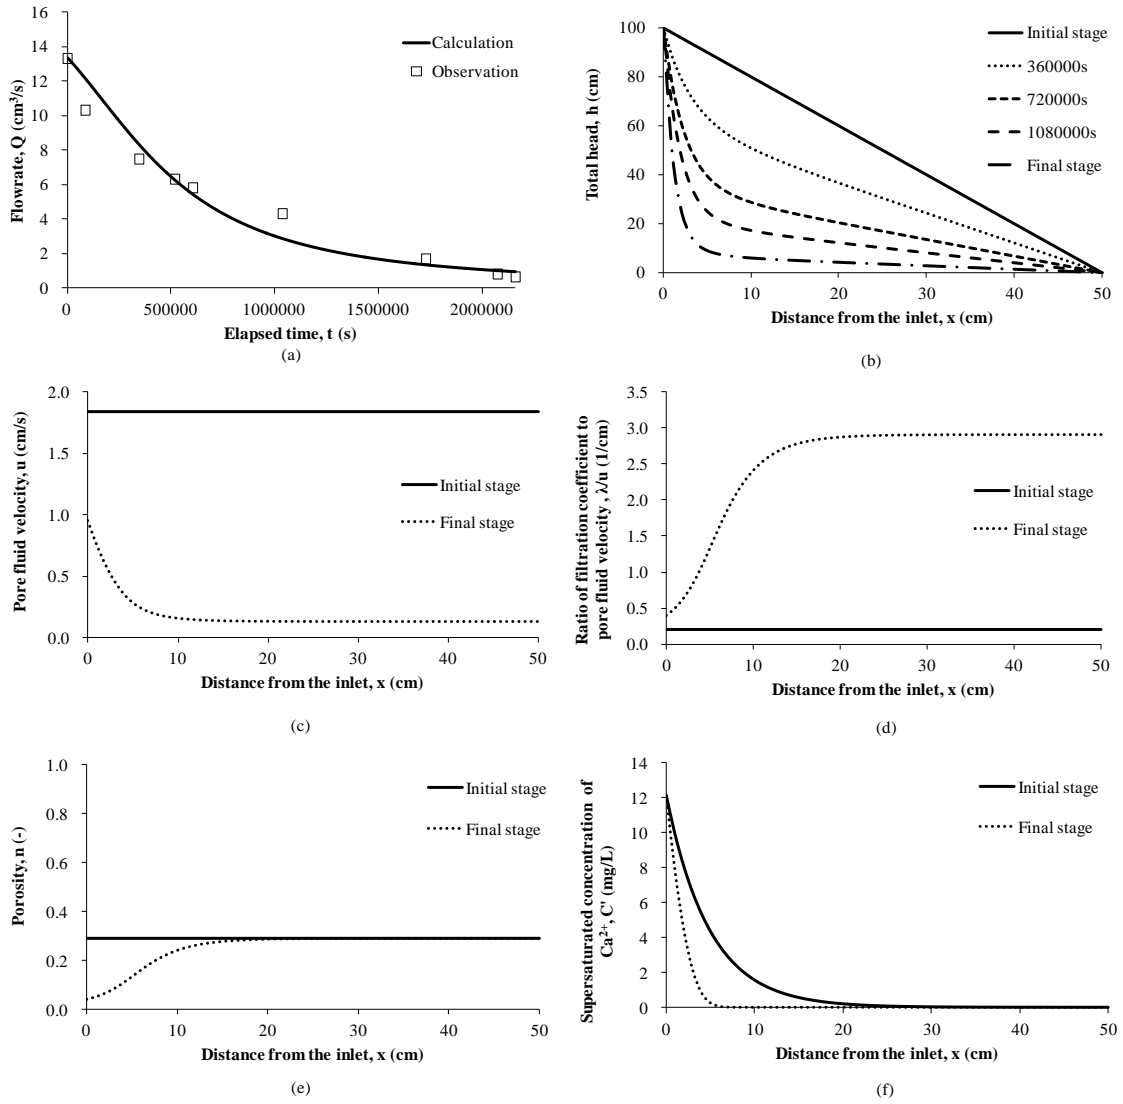 16
14
12
10
8
6
4
2
0
Flowrate, Q (cm³/s)
Calculation
Observation
0 500000 1000000 1500000 2000000
Elapsed time, t (s)
(a)
100
80
60
40
20
0
Total head, h (cm)
Initial stage
360000s
720000s
1080000s
Final stage
0 10 20 30 40 50
Distance from the inlet, x (cm)
(b)
2.0
1.5
1.0
0.5
0.0
Pore fluid velocity, u (cm/s)
Initial stage
Final stage
0 10 20 30 40 50
Distance from the inlet, x (cm)
(c)
3.5
3.0
2.5
2.0
1.5
1.0
0.5
0.0
Ratio of filtration coefficient to
pore fluid velocity , λ/u (1/cm)
Initial stage
Final stage
0 10 20 30 40 50
Distance from the inlet, x (cm)
(d)
1.0
0.8
0.6
0.4
0.2
0.0
Porosity, n (-)
Initial stage
Final stage
0 10 20 30 40 50
Distance from the inlet, x (cm)
(e)
14
12
10
8
6
4
2
0
Supersaturated concentration of
Ca²⁺, C' (mg/L)
Initial stage
Final stage
0 10 20 30 40 50
Distance from the inlet, x (cm)
(f)